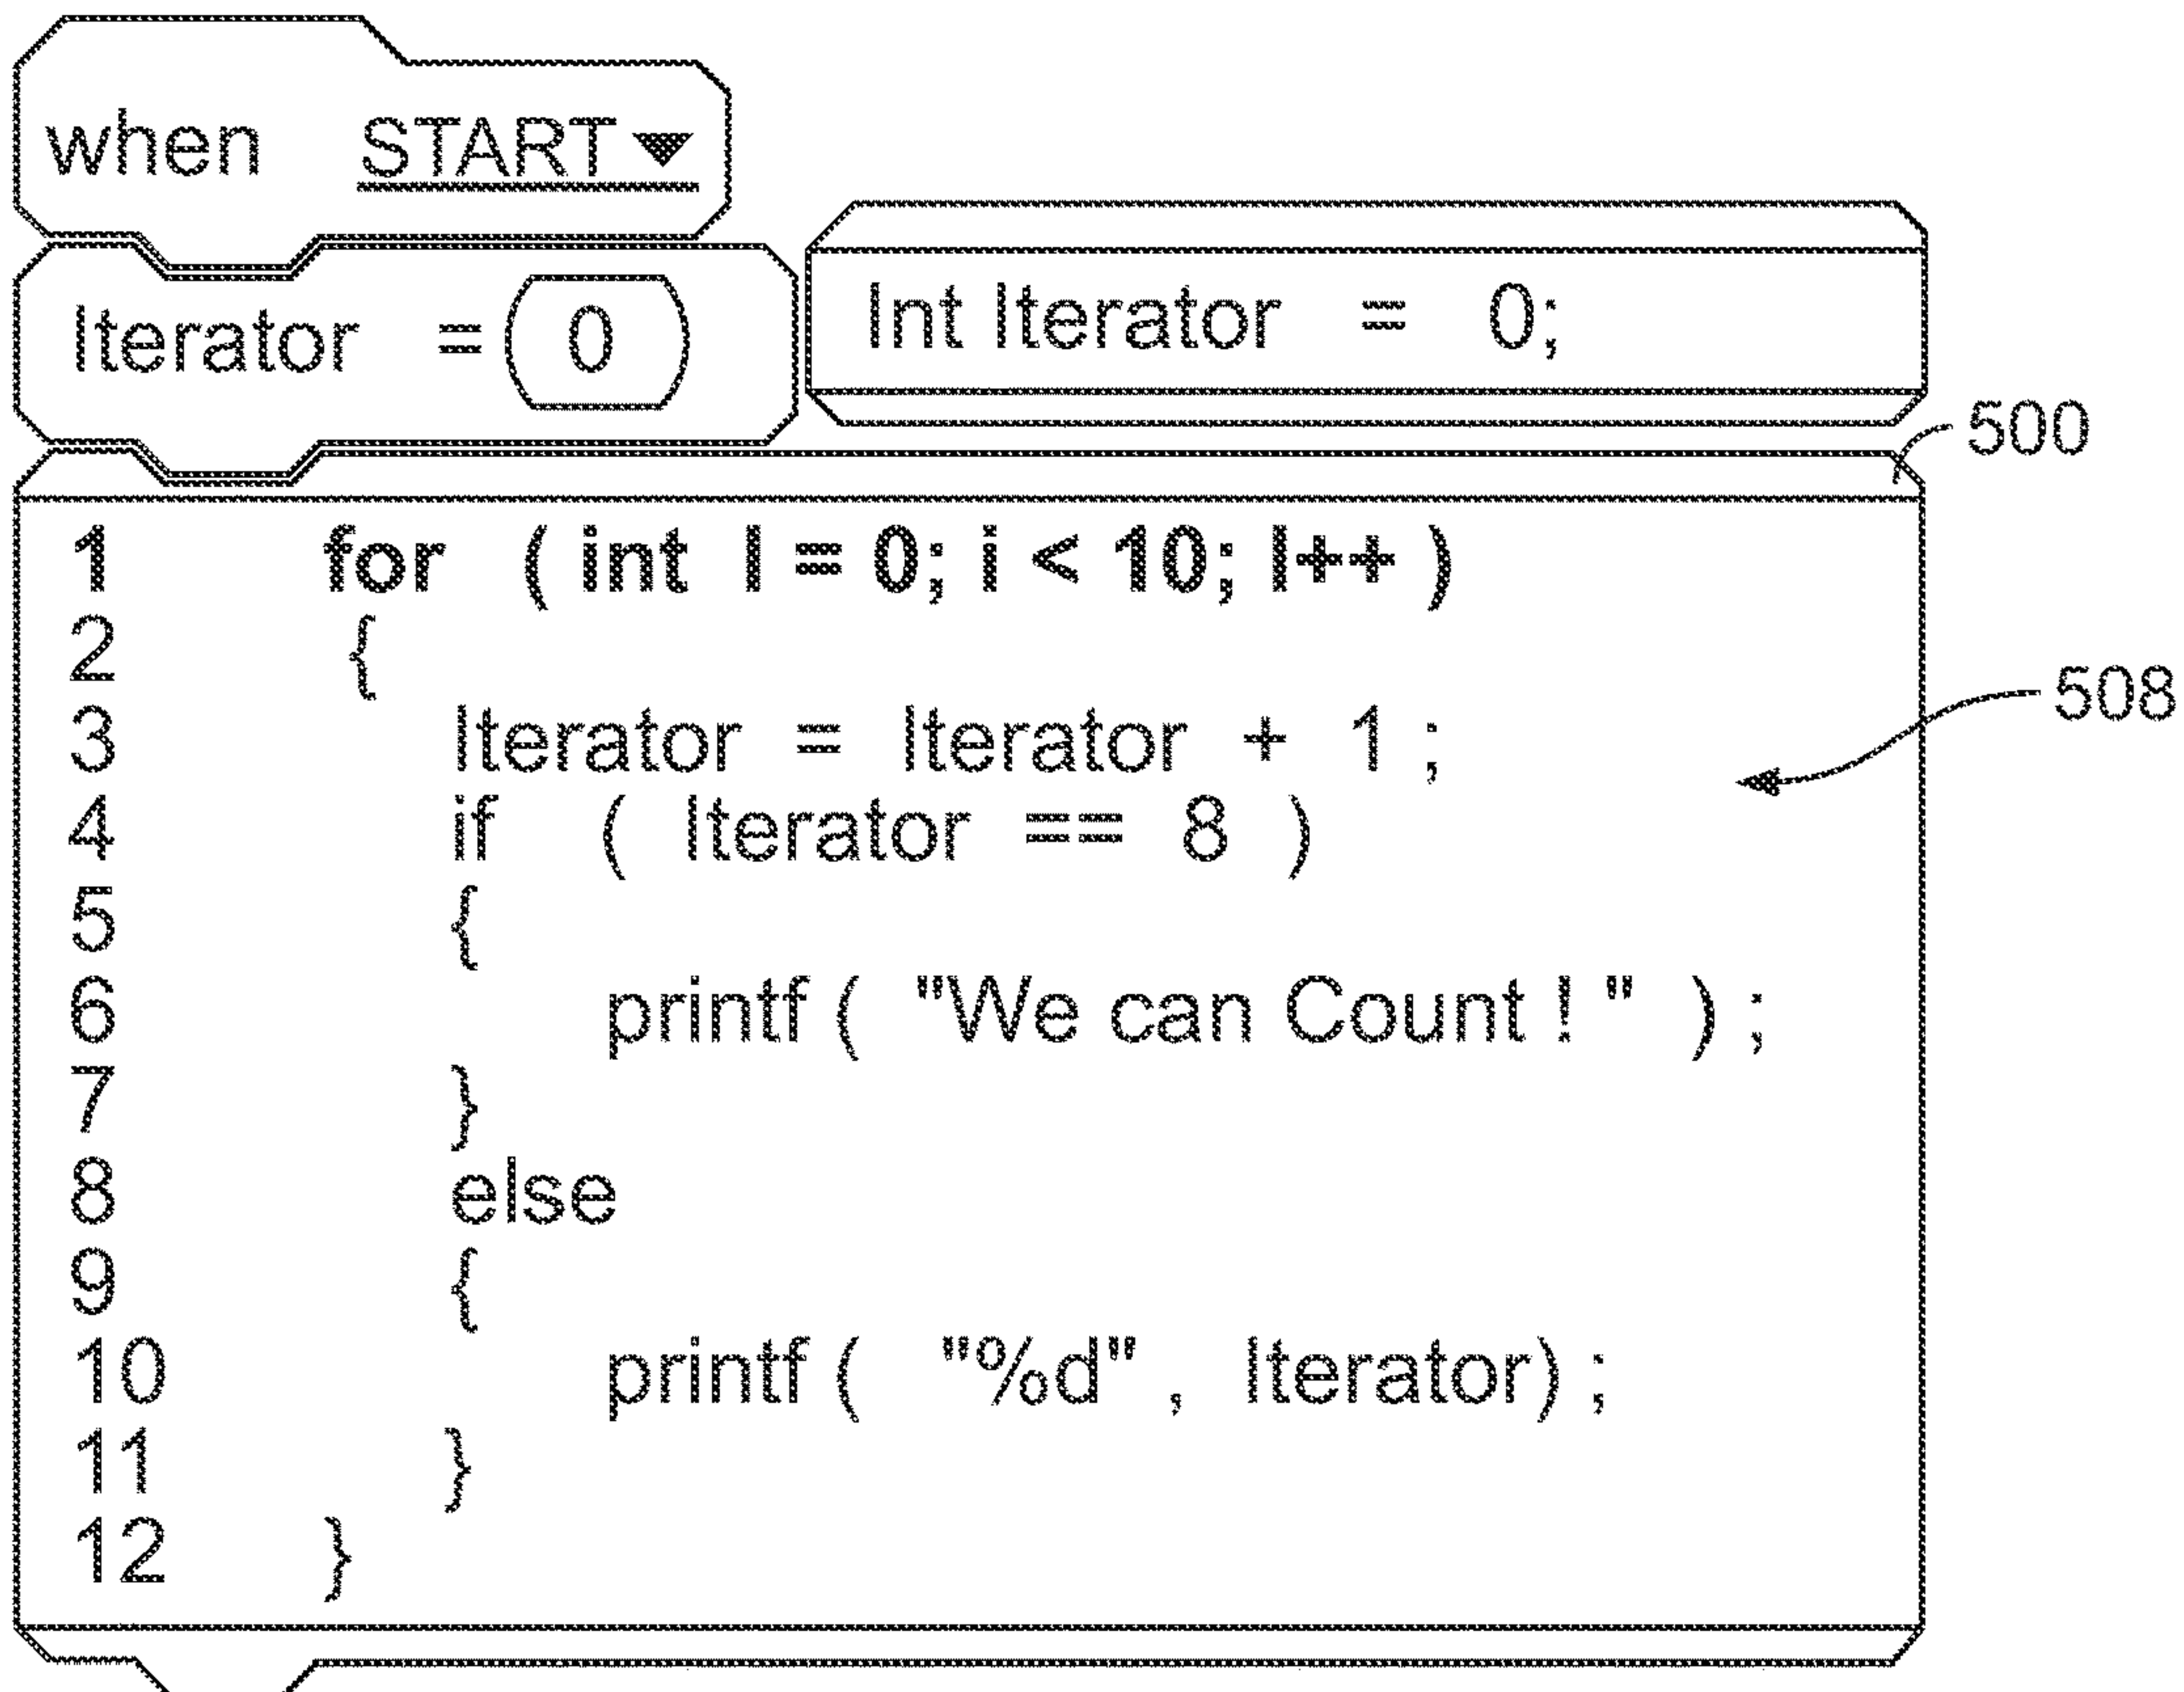 when START
Iterator = 0
Int Iterator = 0;
500
1 for ( int I = 0; i < 10; I++ )
2 {
3 Iterator = Iterator + 1 ;
508
4 if ( Iterator == 8 )
5 {
6 printf ( "We can Count ! " ) ;
7 }
8 else
9 {
10 printf ( "%d" , Iterator) ;
11 }
12 }